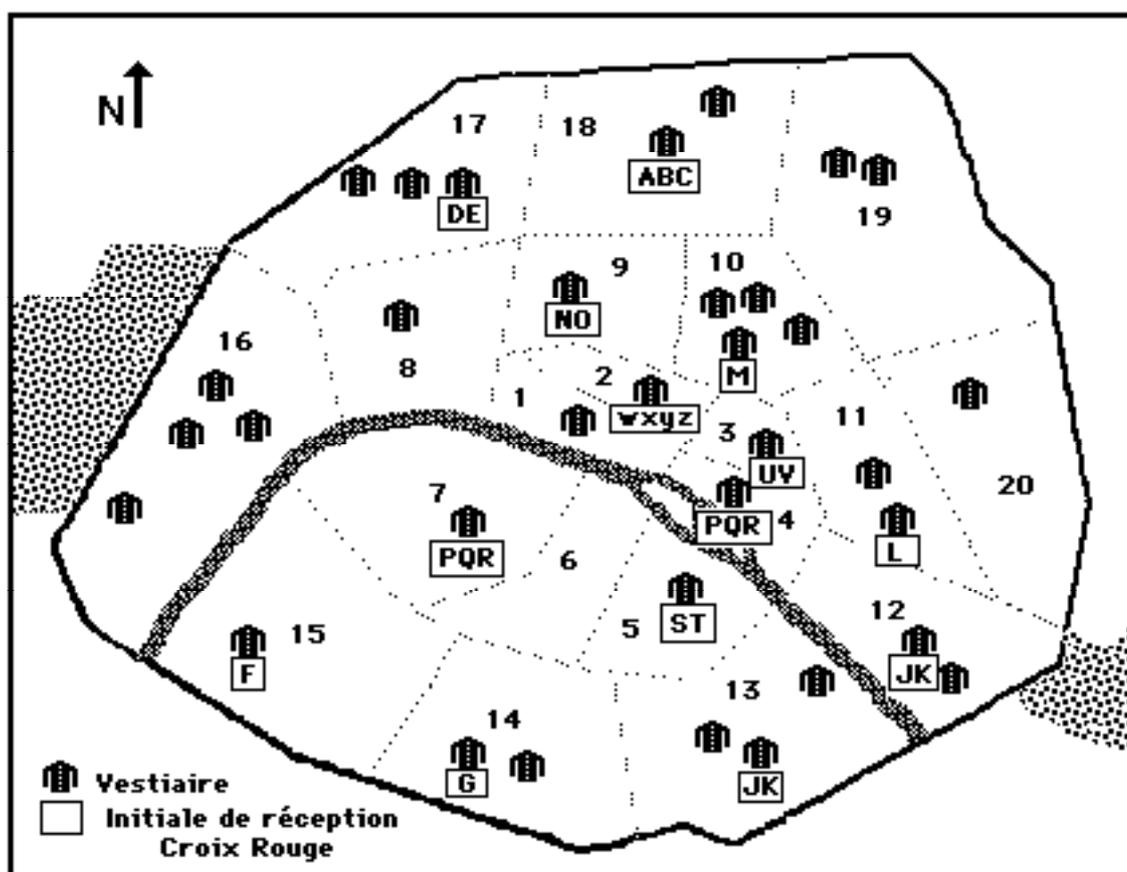 N
17
18
ABC
DE
19
9
10
NO
16
8
2
M
1
wxyz
11
3
UV
7
20
PQR
4
PQR
6
L
ST
12
15
5
F
JK
13
14
G
JK
Vestiaire
Initiale de réception
Croix Rouge